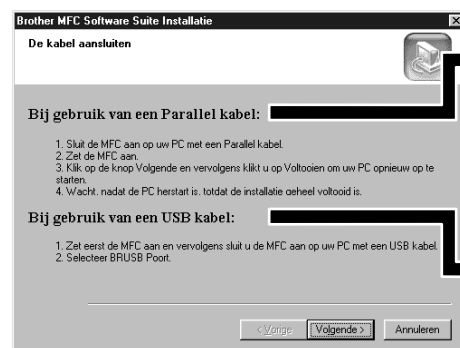 Brother MFC Software Suite Installatie
De kabel aansluiten
Bij gebruik van een Parallel kabel:
1. Sluit de MFC aan op uw PC met een Parallel kabel.
2. Zet de MFC aan.
3. Klik op de knop Volgende en vervolgens klikt u op Voltooien om uw PC opnieuw op te
starten.
4. Wacht, nadat de PC herstart is, totdat de installatie geheel voltooid is.
Bij gebruik van een USB kabel:
1. Zet eerst de MFC aan en vervolgens sluit u de MFC aan op uw PC met een USB kabel.
2. Selecteer BRUSB Poort.
< Vorige Volgende > Annuleren